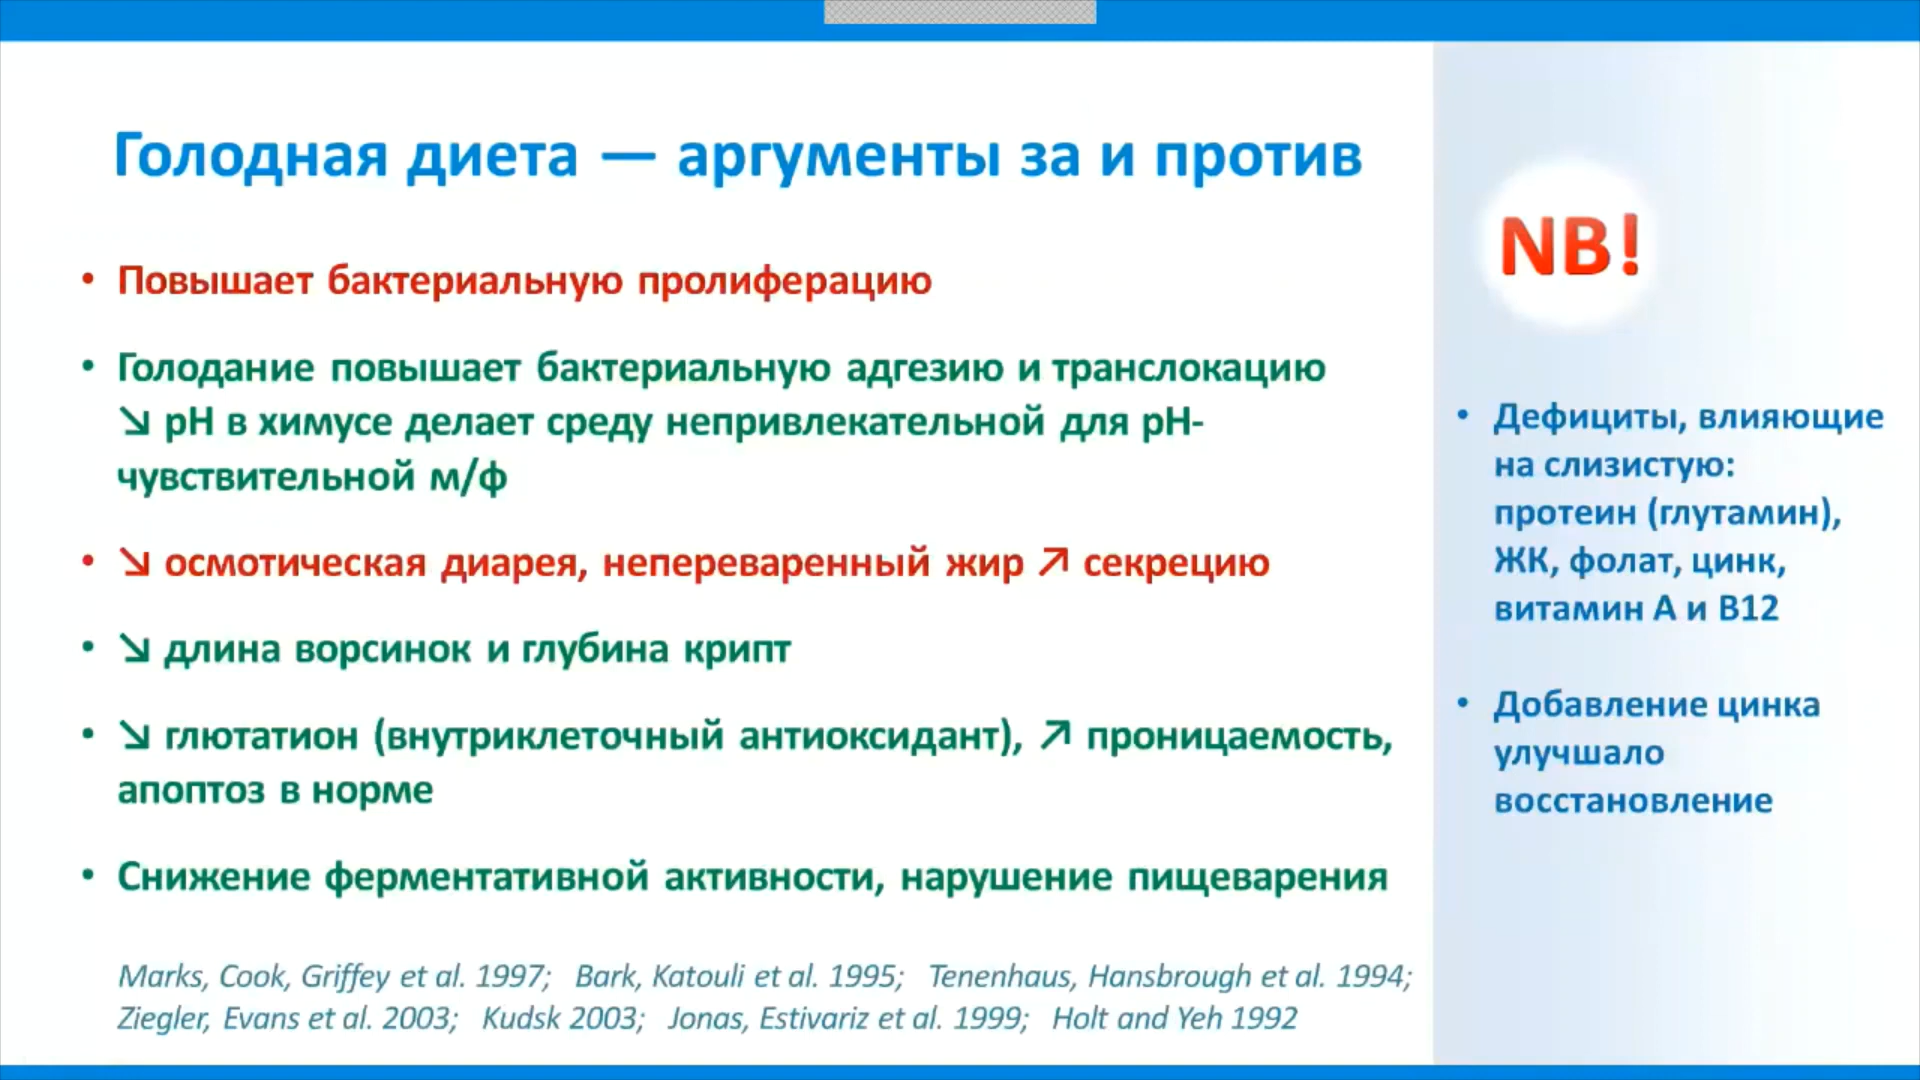 Голодная диета — аргументы за и против
• Повышает бактериальную пролиферацию
• Голодание повышает бактериальную адгезию и транслокацию
↘ pH в химусе делает среду непривлекательной для pH-
чувствительной м/ф
• ↘ осмотическая диарея, непереваренный жир ↗ секрецию
• ↘ длина ворсинок и глубина крипт
• ↘ глютатион (внутриклеточный антиоксидант), ↗ проницаемость,
апоптоз в норме
• Снижение ферментативной активности, нарушение пищеварения
Marks, Cook, Griffey et al. 1997; Bark, Katouli et al. 1995; Tenenhaus, Hansbrough et al. 1994;
Ziegler, Evans et al. 2003; Kudsk 2003; Jonas, Estivariz et al. 1999; Holt and Yeh 1992
NB!
• Дефициты, влияющие
на слизистую:
протеин (глутамин),
ЖК, фолат, цинк,
витамин А и В12
• Добавление цинка
улучшало
восстановление